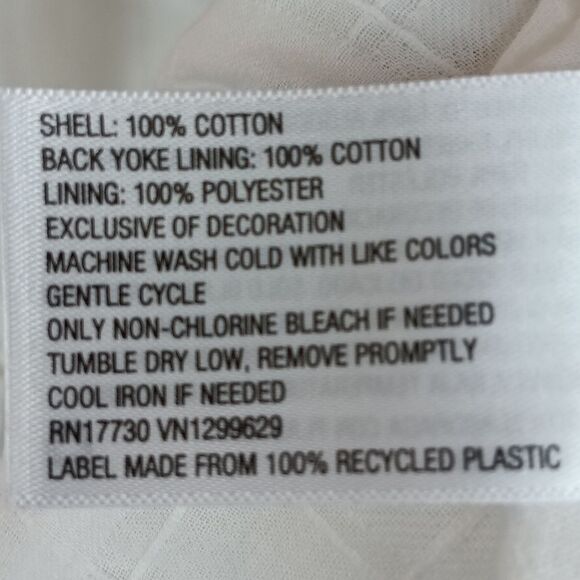 SHELL: 100% COTTON
BACK YOKE LINING: 100% COTTON
LINING: 100% POLYESTER
EXCLUSIVE OF DECORATION
MACHINE WASH COLD WITH LIKE COLORS
GENTLE CYCLE
ONLY NON-CHLORINE BLEACH IF NEEDED
TUMBLE DRY LOW, REMOVE PROMPTLY
COOL IRON IF NEEDED
RN17730 VN1299629
LABEL MADE FROM 100% RECYCLED PLASTIC